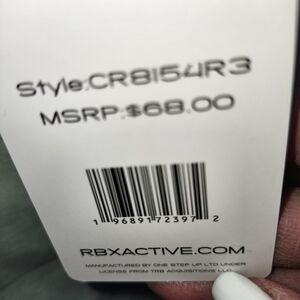 Style:CR8154R3
MSRP:$68.00
1 96891 72397 2
RBXACTIVE.COM
MANUFACTURED BY ONE STEP UP LTD UNDER
LICENSE FROM TRB ACQUISITIONS LLC